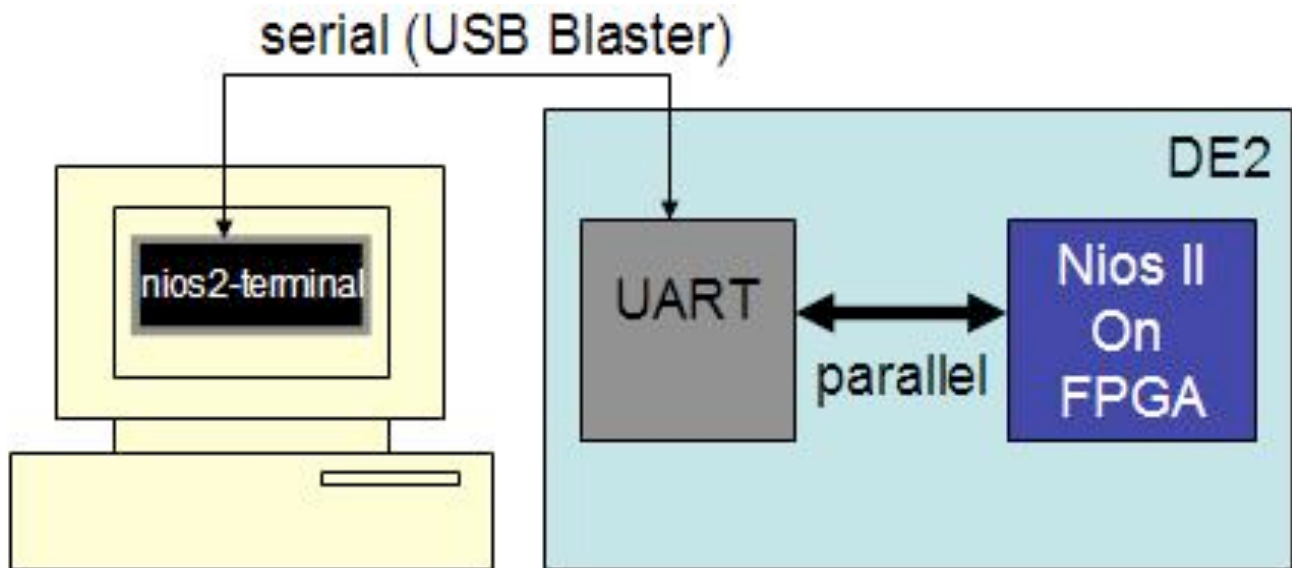 serial (USB Blaster)
DE2
nios2-terminal
UART
parallel
Nios II
On
FPGA